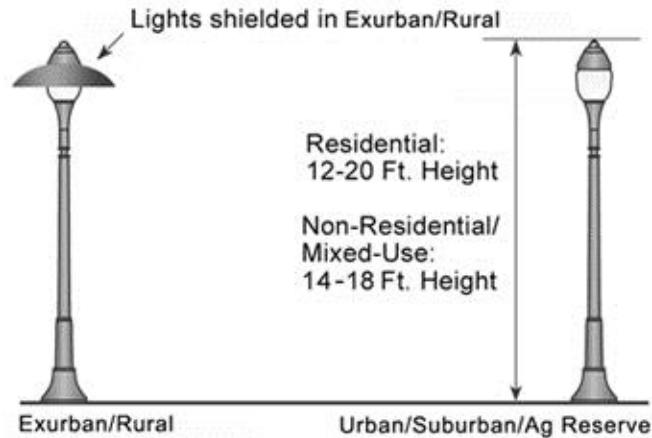 Lights shielded in Exurban/Rural
Residential:
12-20 Ft. Height
Non-Residential/
Mixed-Use:
14-18 Ft. Height
Exurban/Rural
Urban/Suburban/Ag Reserve